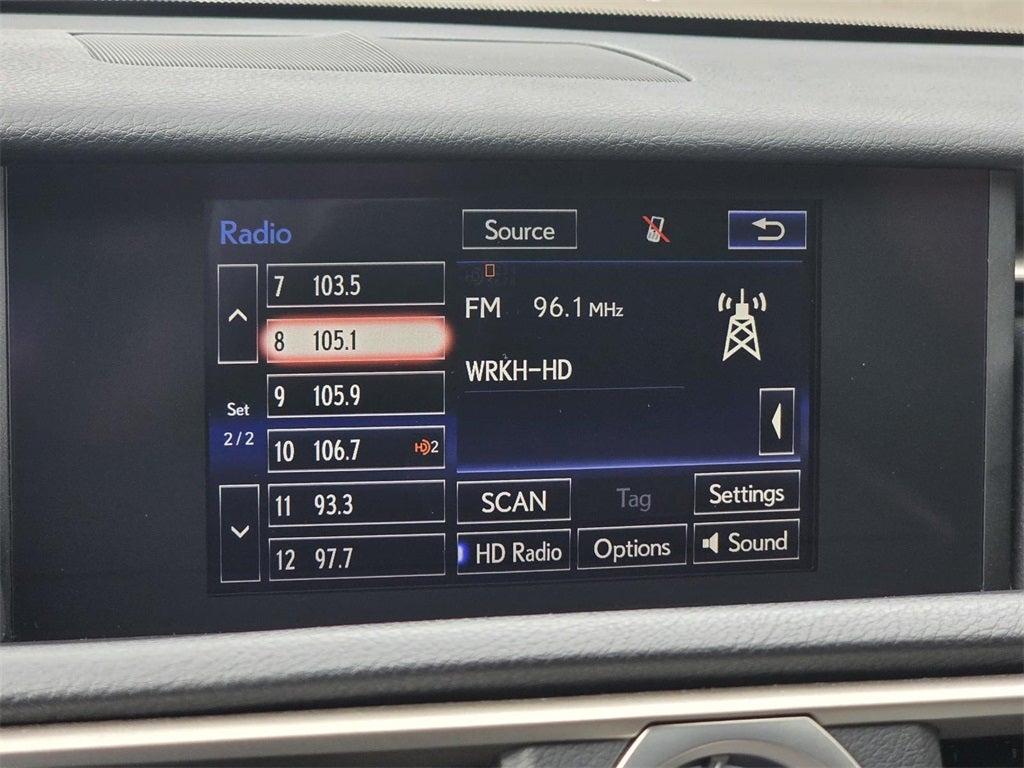 Radio
Source
7 103.5
8 105.1
9 105.9
10 106.7 HD2
11 93.3
12 97.7
Set
2/2
FM 96.1 MHz
WRKH-HD
SCAN
Tag
Settings
HD Radio
Options
Sound